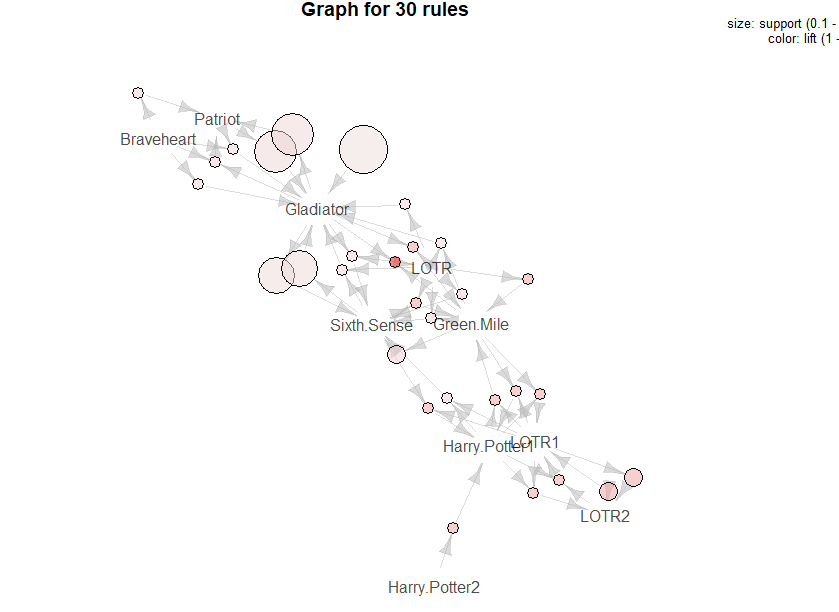 Graph for 30 rules
size: support (0.1 -
color: lift (1 -
Patriot
Braveheart
Gladiator
LOTR
Sixth.Sense
Green.Mile
Harry.Potter1
LOTR1
LOTR2
Harry.Potter2